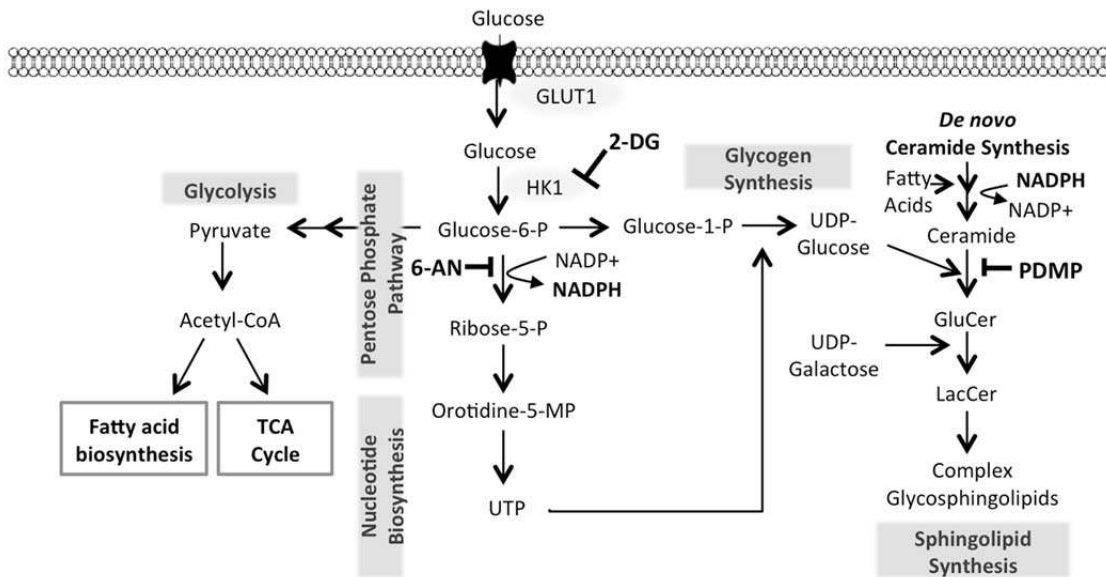 Glucose
GLUT1
Glucose
2-DG
HK1
De novo
Ceramide Synthesis
Glycogen
Synthesis
Fatty
Acids
NADPH
NADP+
Glycolysis
Pentose Phosphate
Pathway
Pyruvate
Glucose-6-P
Glucose-1-P
UDP-
Glucose
Ceramide
6-AN
NADP+
NADPH
PDMP
Acetyl-CoA
Ribose-5-P
GluCer
UDP-
Galactose
LacCer
Fatty acid
biosynthesis
TCA
Cycle
Nucleotide
Biosynthesis
Orotidine-5-MP
UTP
Complex
Glycosphingolipids
Sphingolipid
Synthesis